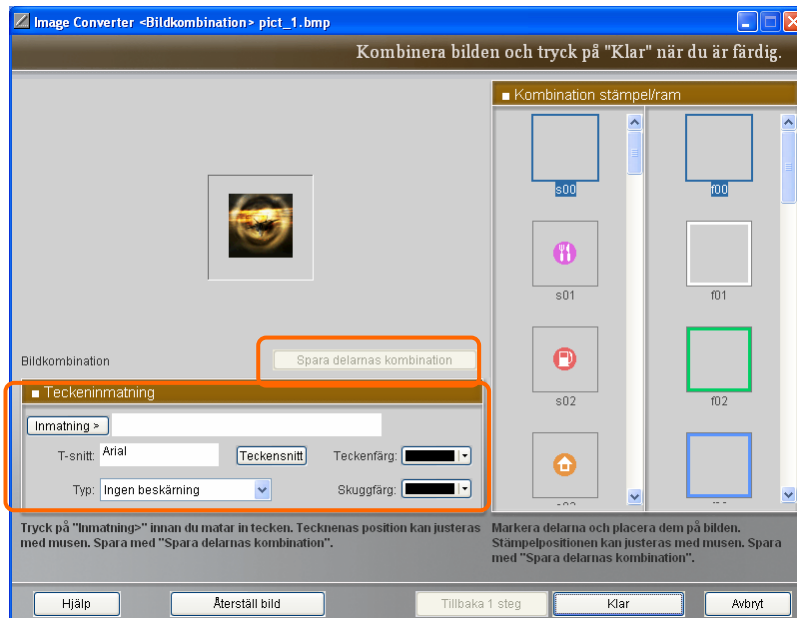 Image Converter <Bildkombination> pict_1.bmp
Kombinera bilden och tryck på "Klar" när du är färdig.
Kombination stämpel/ram
s00
f00
s01
f01
s02
f02
Bildkombination
Spara delarnas kombination
Teckeninmatning
Inmatning >
T-snitt: Arial
Teckensnitt
Teckenfärg:
Typ: Ingen beskärning
Skuggfärg:
Tryck på "Inmatning>" innan du matar in tecken. Tecknenas position kan justeras
med musen. Spara med "Spara delarnas kombination".
Markera delarna och placera dem på bilden.
Stämpelpositionen kan justeras med musen. Spara
med "Spara delarnas kombination".
Hjälp
Återställ bild
Tillbaka 1 steg
Klar
Avbryt